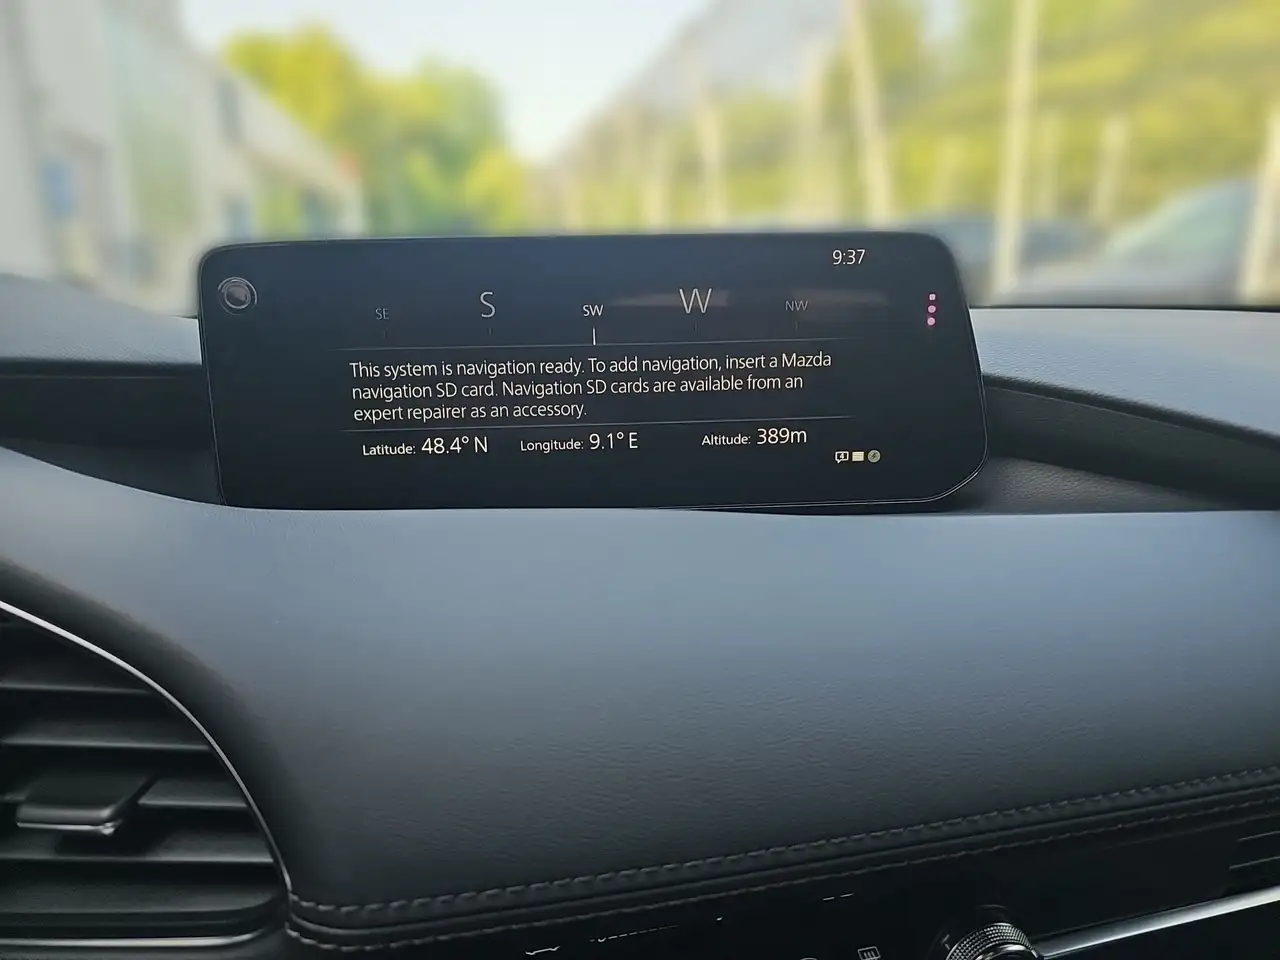 9:37
SE S SW W NW
This system is navigation ready. To add navigation, insert a Mazda
navigation SD card. Navigation SD cards are available from an
expert repairer as an accessory.
Latitude: 48.4° N Longitude: 9.1° E Altitude: 389m